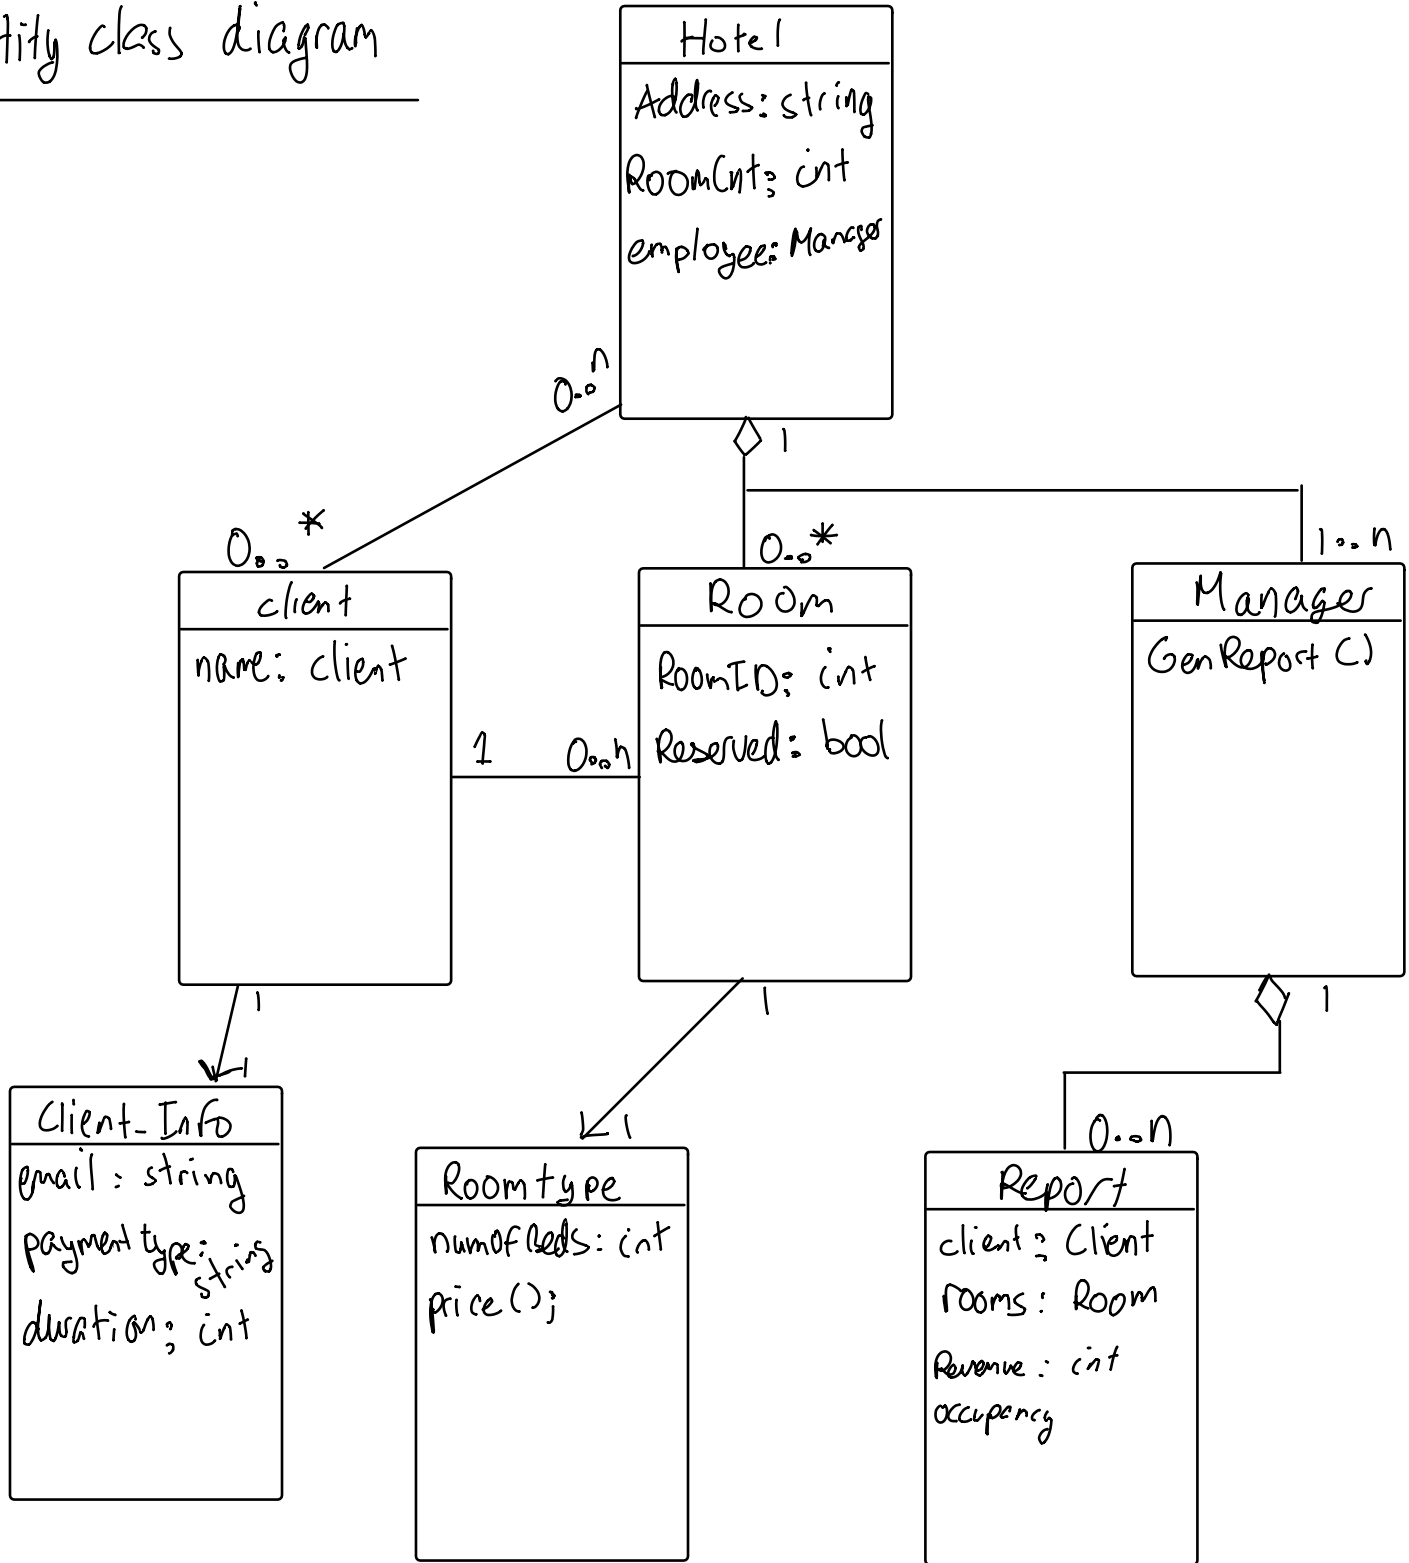 tity class diagram
Hotel
Address: string
RoomCnt: int
employee: Manager
0..n
1
0..*
0..*
1..n
client
name: client
Room
RoomID: int
Reserved: bool
Manager
GenReport()
1
0..n
1
1
1
1
1
0..n
Client_Info
email: string
payment type: string
duration: int
Roomtype
numofBeds: int
price();
Report
client: Client
rooms: Room
Revenue: int
occupancy